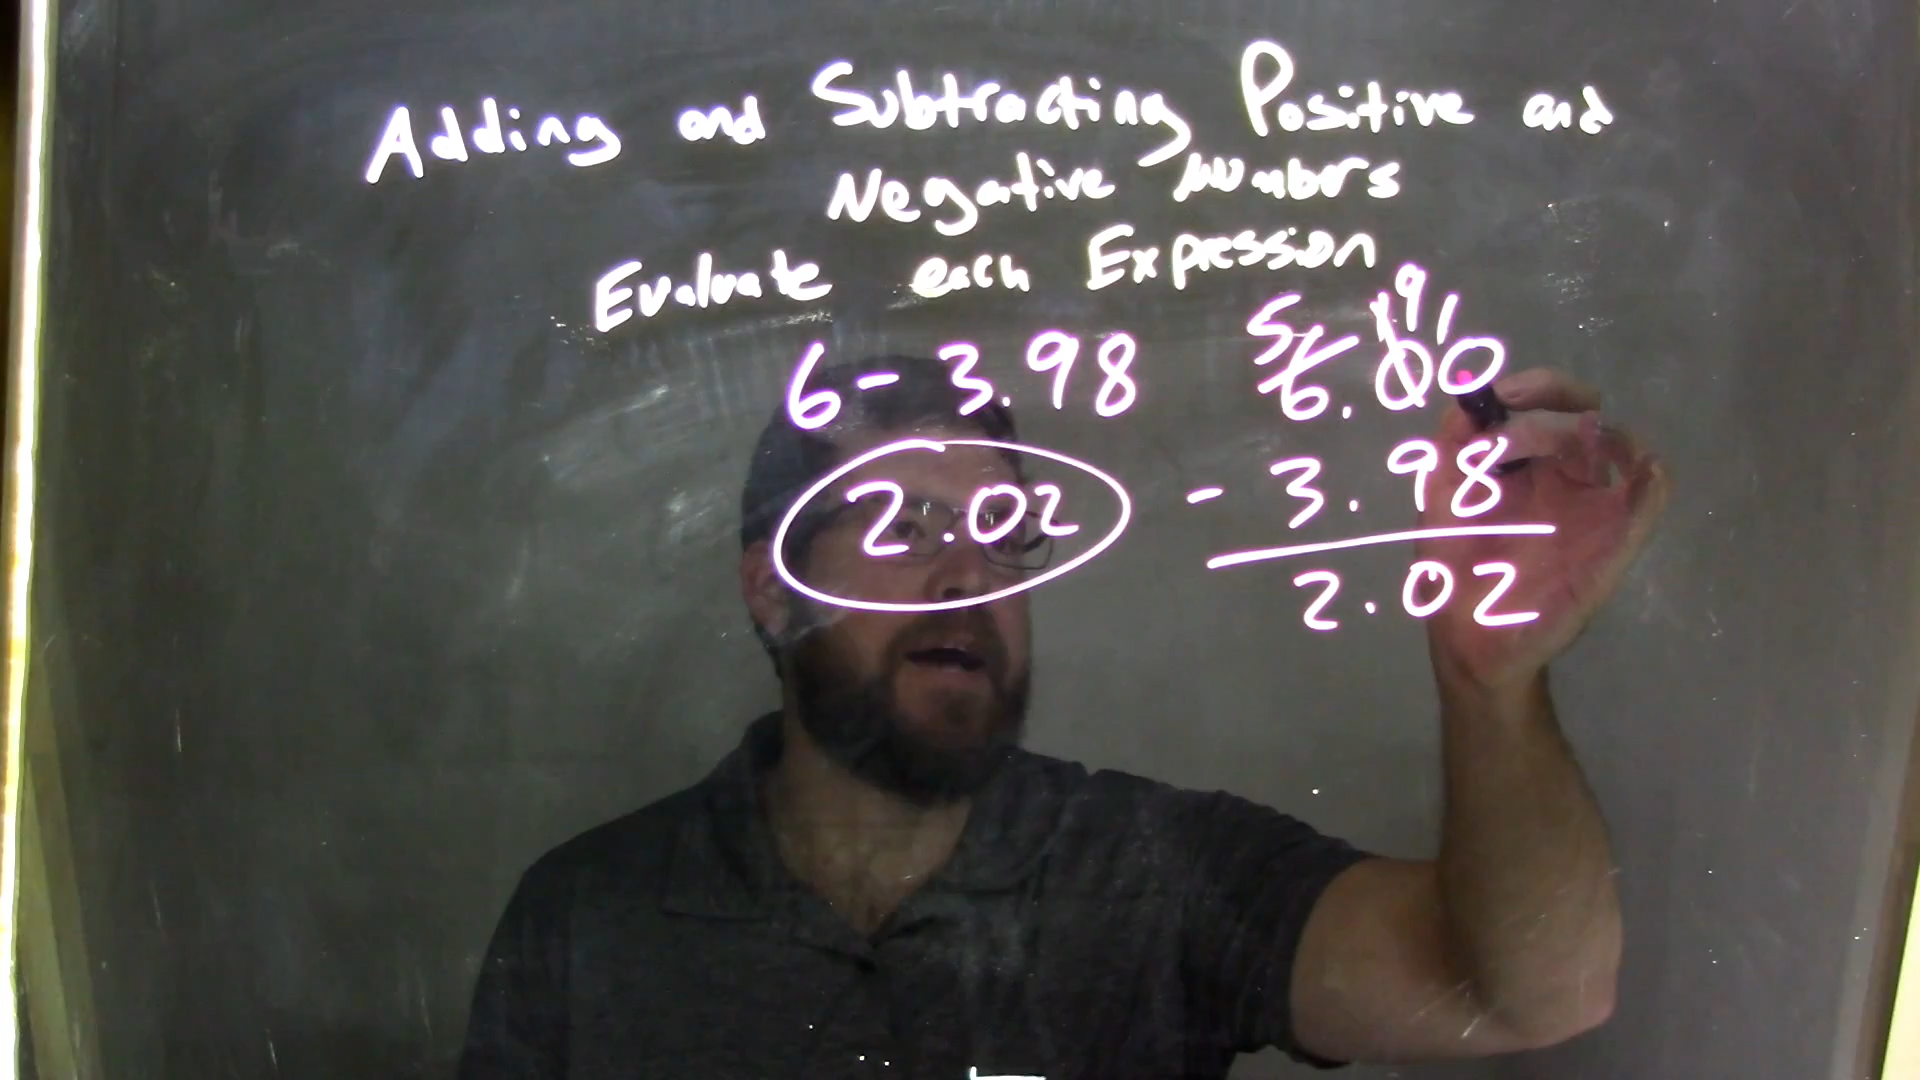 Adding and Subtracting Positive and
Negative Numbers
Evaluate each Expression
6 - 3.98
2.02
5 1 9 1
6.00
- 3.98
2.02